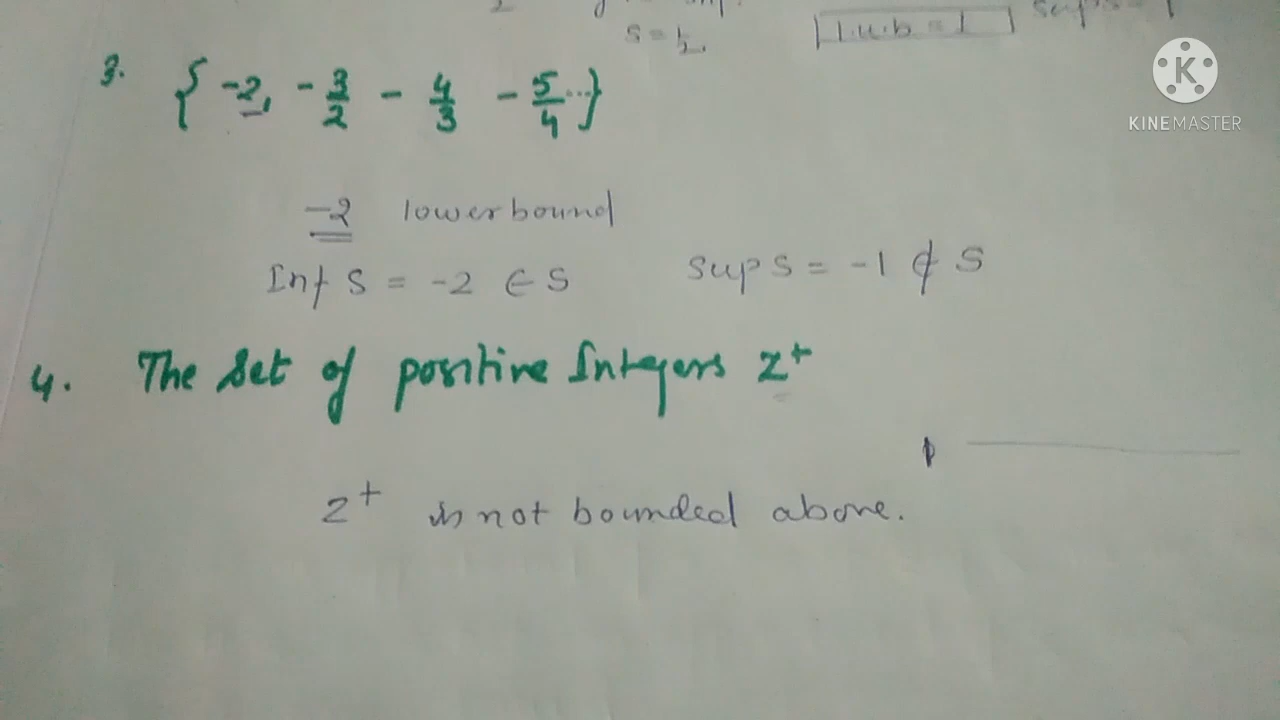 s = 1/2,
l.u.b = 1
3. { -2, - 3/2 - 4/3 - 5/4 ... }
-2 lower bound
Inf S = -2 ∈ S
sup S = -1 ∉ S
4. The Set of positive Integers Z+
Z+ is not bounded above.
KINEMASTER